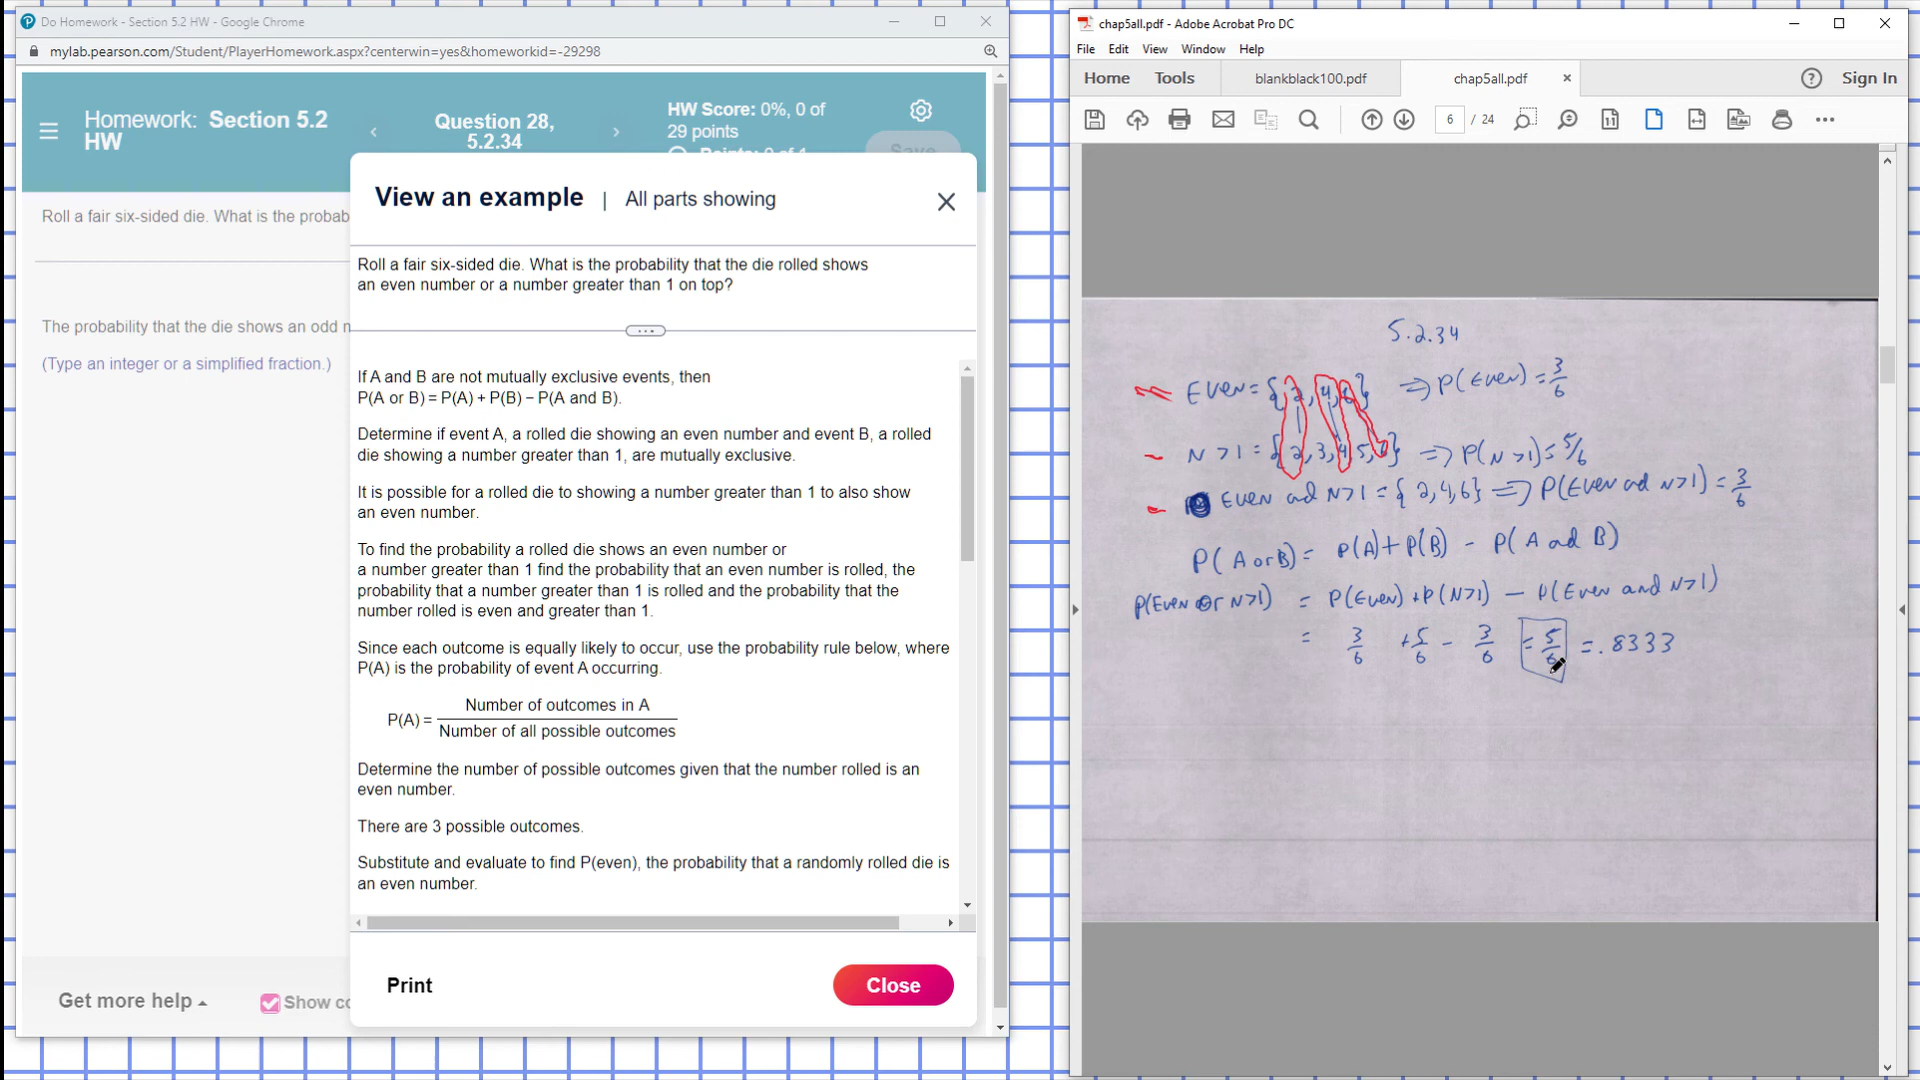 Do Homework - Section 5.2 HW - Google Chrome
mylab.pearson.com/Student/PlayerHomework.aspx?centerwin=yes&homeworkid=-29298
Homework: Section 5.2 HW
Question 28, 5.2.34
HW Score: 0%, 0 of 29 points
Points: 0 of 1
Save
Roll a fair six-sided die. What is the probab
The probability that the die shows an odd n
(Type an integer or a simplified fraction.)
View an example | All parts showing
Roll a fair six-sided die. What is the probability that the die rolled shows
an even number or a number greater than 1 on top?
If A and B are not mutually exclusive events, then
P(A or B) = P(A) + P(B) − P(A and B).
Determine if event A, a rolled die showing an even number and event B, a rolled
die showing a number greater than 1, are mutually exclusive.
It is possible for a rolled die to showing a number greater than 1 to also show
an even number.
To find the probability a rolled die shows an even number or
a number greater than 1 find the probability that an even number is rolled, the
probability that a number greater than 1 is rolled and the probability that the
number rolled is even and greater than 1.
Since each outcome is equally likely to occur, use the probability rule below, where
P(A) is the probability of event A occurring.
P(A) = Number of outcomes in A / Number of all possible outcomes
Determine the number of possible outcomes given that the number rolled is an
even number.
There are 3 possible outcomes.
Substitute and evaluate to find P(even), the probability that a randomly rolled die is
an even number.
Print
Close
Get more help
Show co
chap5all.pdf - Adobe Acrobat Pro DC
File Edit View Window Help
Home Tools blankblack100.pdf chap5all.pdf × Sign In
6 / 24
5.2.34
Even = {2, 4, 6} ⇒ P(Even) = 3/6
N > 1 = {2, 3, 4, 5, 6} ⇒ P(N > 1) = 5/6
Even ad N > 1 = {2, 4, 6} ⇒ P(Even ad N > 1) = 3/6
P(A or B) = P(A) + P(B) - P(A ad B)
P(Even or N > 1) = P(Even) + P(N > 1) - P(Even and N > 1)
= 3/6 + 5/6 - 3/6 = 5/6 = .8333